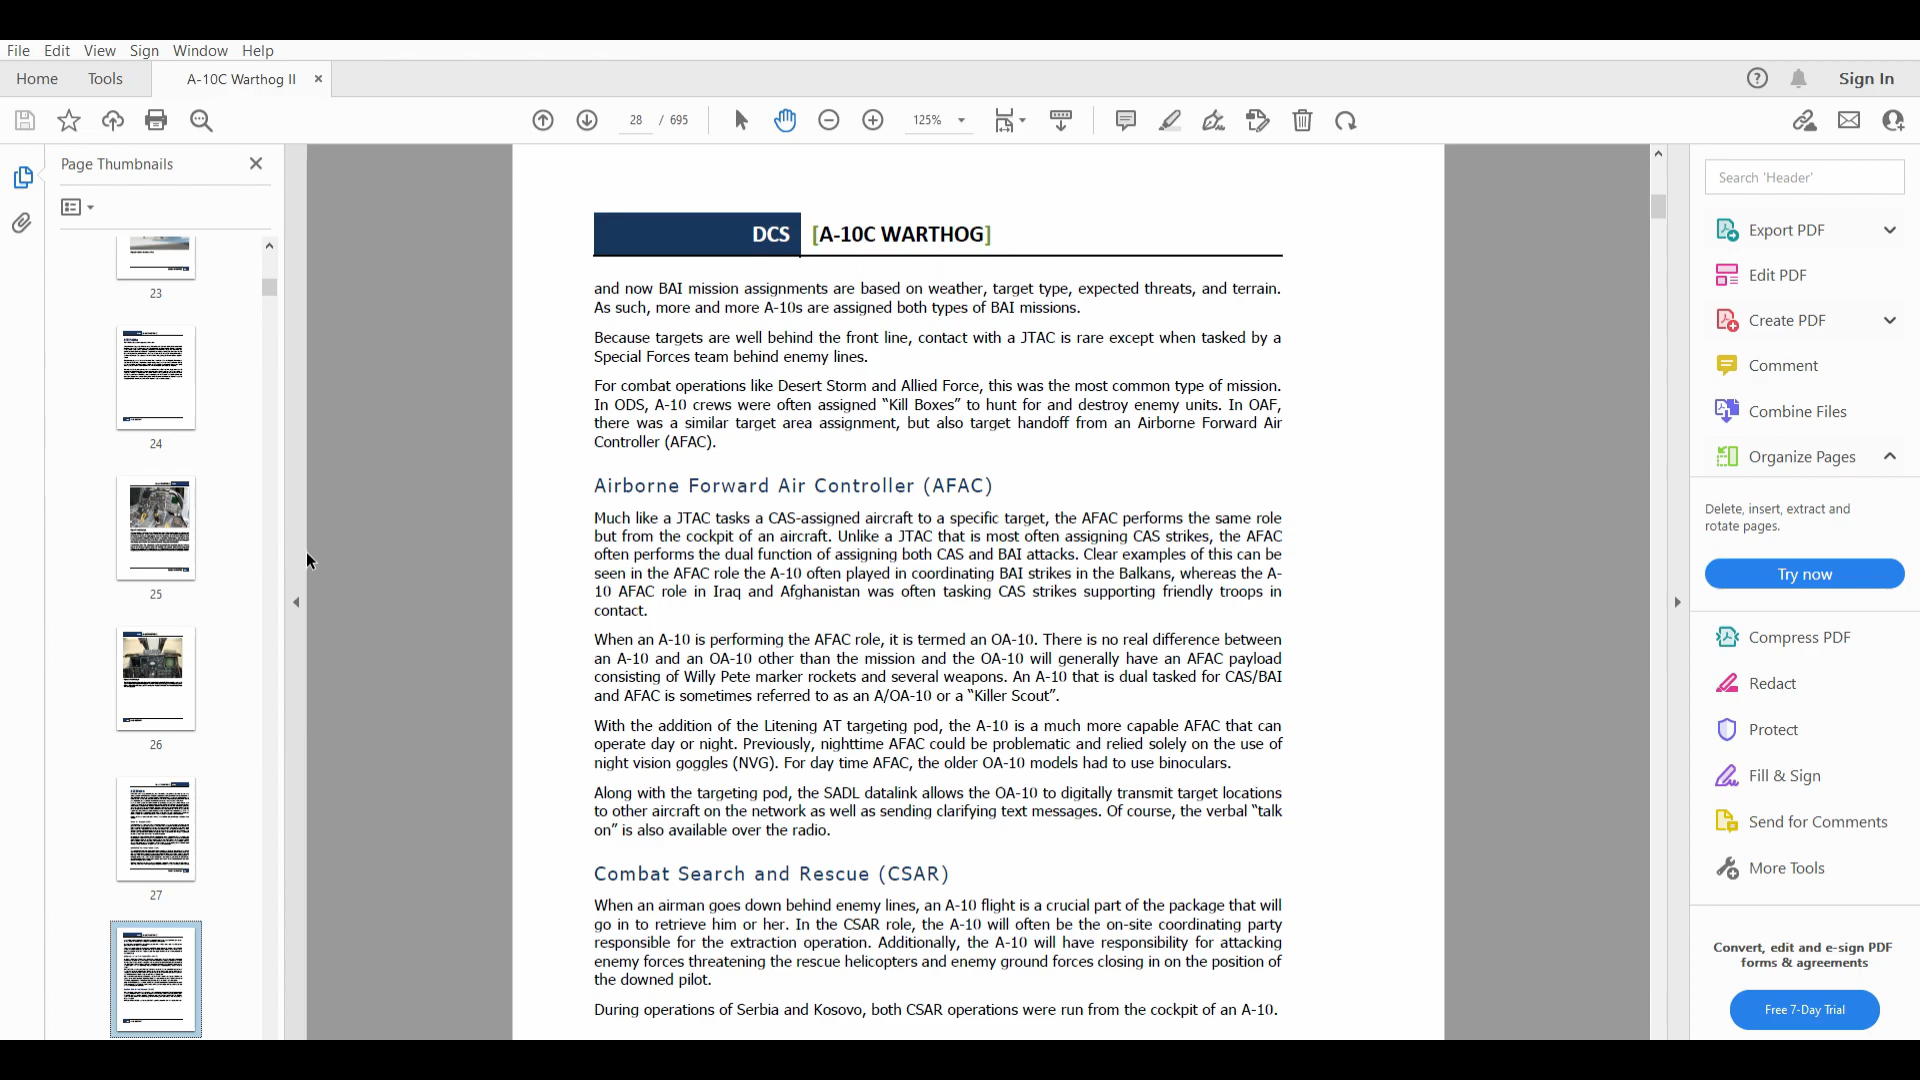 File Edit View Sign Window Help
Home Tools A-10C Warthog II × Sign In
28 / 695 125%
Page Thumbnails
23
24
25
26
27
DCS [A-10C WARTHOG]
and now BAI mission assignments are based on weather, target type, expected threats, and terrain.
As such, more and more A-10s are assigned both types of BAI missions.
Because targets are well behind the front line, contact with a JTAC is rare except when tasked by a
Special Forces team behind enemy lines.
For combat operations like Desert Storm and Allied Force, this was the most common type of mission.
In ODS, A-10 crews were often assigned “Kill Boxes” to hunt for and destroy enemy units. In OAF,
there was a similar target area assignment, but also target handoff from an Airborne Forward Air
Controller (AFAC).
Airborne Forward Air Controller (AFAC)
Much like a JTAC tasks a CAS-assigned aircraft to a specific target, the AFAC performs the same role
but from the cockpit of an aircraft. Unlike a JTAC that is most often assigning CAS strikes, the AFAC
often performs the dual function of assigning both CAS and BAI attacks. Clear examples of this can be
seen in the AFAC role the A-10 often played in coordinating BAI strikes in the Balkans, whereas the A-
10 AFAC role in Iraq and Afghanistan was often tasking CAS strikes supporting friendly troops in
contact.
When an A-10 is performing the AFAC role, it is termed an OA-10. There is no real difference between
an A-10 and an OA-10 other than the mission and the OA-10 will generally have an AFAC payload
consisting of Willy Pete marker rockets and several weapons. An A-10 that is dual tasked for CAS/BAI
and AFAC is sometimes referred to as an A/OA-10 or a “Killer Scout”.
With the addition of the Litening AT targeting pod, the A-10 is a much more capable AFAC that can
operate day or night. Previously, nighttime AFAC could be problematic and relied solely on the use of
night vision goggles (NVG). For day time AFAC, the older OA-10 models had to use binoculars.
Along with the targeting pod, the SADL datalink allows the OA-10 to digitally transmit target locations
to other aircraft on the network as well as sending clarifying text messages. Of course, the verbal “talk
on” is also available over the radio.
Combat Search and Rescue (CSAR)
When an airman goes down behind enemy lines, an A-10 flight is a crucial part of the package that will
go in to retrieve him or her. In the CSAR role, the A-10 will often be the on-site coordinating party
responsible for the extraction operation. Additionally, the A-10 will have responsibility for attacking
enemy forces threatening the rescue helicopters and enemy ground forces closing in on the position of
the downed pilot.
During operations of Serbia and Kosovo, both CSAR operations were run from the cockpit of an A-10.
Search 'Header'
Export PDF
Edit PDF
Create PDF
Comment
Combine Files
Organize Pages
Delete, insert, extract and
rotate pages.
Try now
Compress PDF
Redact
Protect
Fill & Sign
Send for Comments
More Tools
Convert, edit and e-sign PDF
forms & agreements
Free 7-Day Trial